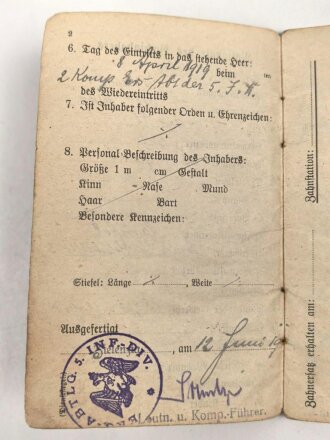 2
6. Tag des Eintritts in das stehende Heer:
8 April 1919 beim
2 Komp. Ers. Abt. der 5. J. D.
des Wiedereintritts
7. Ist Inhaber folgender Orden u. Ehrenzeichen:
8. Personal-Beschreibung des Inhabers:
Größe 1 m cm Gestalt
Kinn Nase Mund
Haar Bart
Besondere Kennzeichen:
Stiefel: Länge , Weite
Ausgefertigt
, am 12 Juni 19
ABTLG. 5. INF.-DIV.
Leutn. u. Komp.-Führer.
Zahnstation:
Zahnersatz erhalten am: